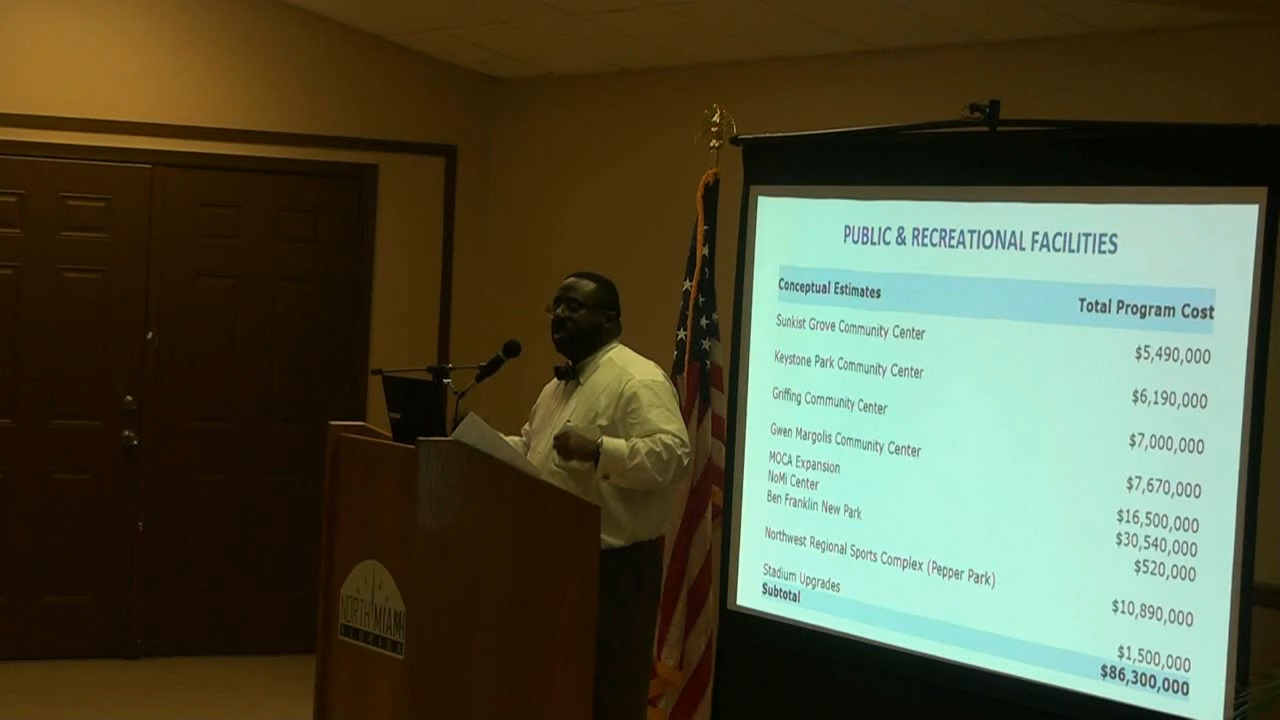 PUBLIC & RECREATIONAL FACILITIES
Conceptual Estimates Total Program Cost
Sunkist Grove Community Center $5,490,000
Keystone Park Community Center $6,190,000
Griffing Community Center $7,000,000
Gwen Margolis Community Center $7,670,000
MOCA Expansion $16,500,000
NoMi Center $30,540,000
Ben Franklin New Park $520,000
Northwest Regional Sports Complex (Pepper Park) $10,890,000
Stadium Upgrades $1,500,000
Subtotal $86,300,000
NORTH MIAMI
FLORIDA